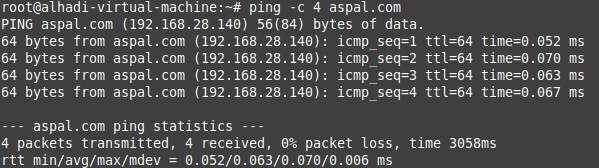 root@alhadi-virtual-machine:~# ping -c 4 aspal.com
PING aspal.com (192.168.28.140) 56(84) bytes of data.
64 bytes from aspal.com (192.168.28.140): icmp_seq=1 ttl=64 time=0.052 ms
64 bytes from aspal.com (192.168.28.140): icmp_seq=2 ttl=64 time=0.070 ms
64 bytes from aspal.com (192.168.28.140): icmp_seq=3 ttl=64 time=0.063 ms
64 bytes from aspal.com (192.168.28.140): icmp_seq=4 ttl=64 time=0.067 ms
--- aspal.com ping statistics ---
4 packets transmitted, 4 received, 0% packet loss, time 3058ms
rtt min/avg/max/mdev = 0.052/0.063/0.070/0.006 ms